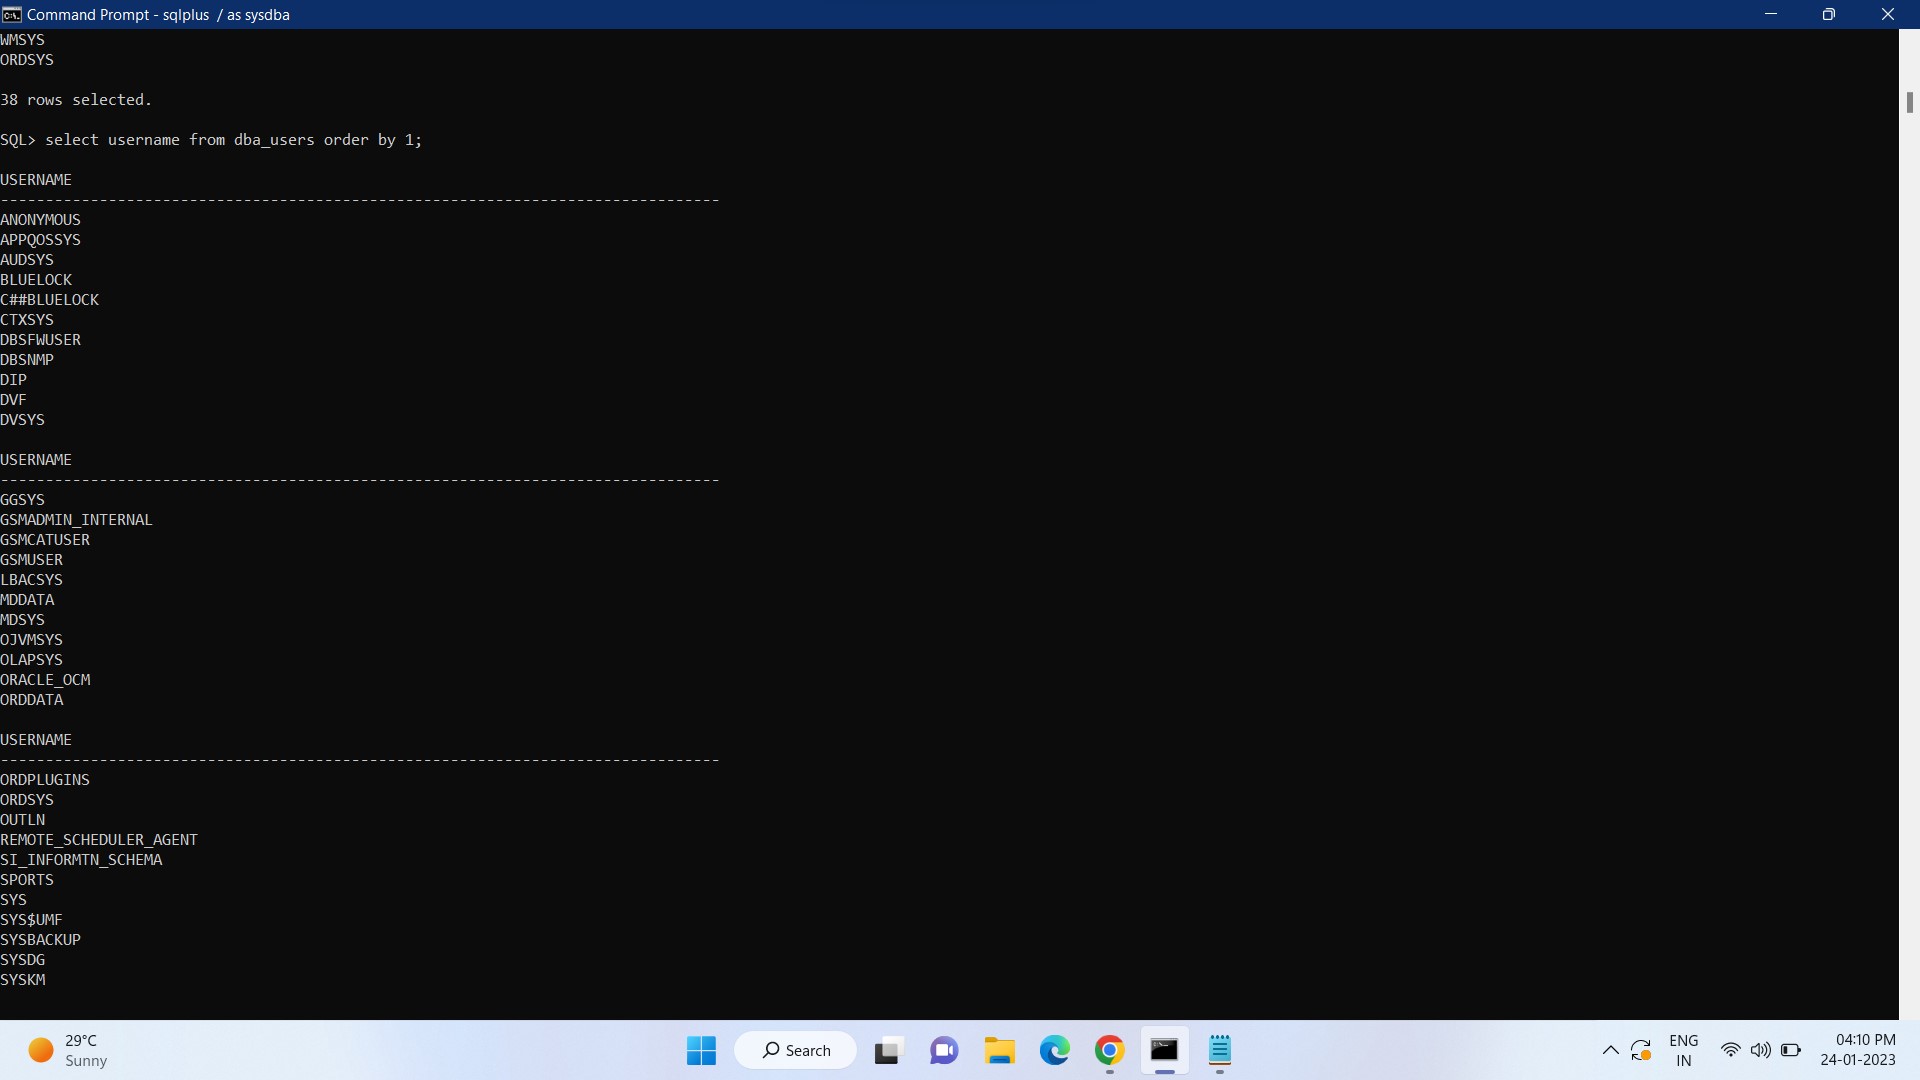 Command Prompt - sqlplus  / as sysdba
WMSYS
ORDSYS
38 rows selected.
SQL> select username from dba_users order by 1;
USERNAME
--------------------------------------------------------------------------------
ANONYMOUS
APPQOSSYS
AUDSYS
BLUELOCK
C##BLUELOCK
CTXSYS
DBSFWUSER
DBSNMP
DIP
DVF
DVSYS
USERNAME
--------------------------------------------------------------------------------
GGSYS
GSMADMIN_INTERNAL
GSMCATUSER
GSMUSER
LBACSYS
MDDATA
MDSYS
OJVMSYS
OLAPSYS
ORACLE_OCM
ORDDATA
USERNAME
--------------------------------------------------------------------------------
ORDPLUGINS
ORDSYS
OUTLN
REMOTE_SCHEDULER_AGENT
SI_INFORMTN_SCHEMA
SPORTS
SYS
SYS$UMF
SYSBACKUP
SYSDG
SYSKM
29°C
Sunny
Search
ENG
IN
04:10 PM
24-01-2023